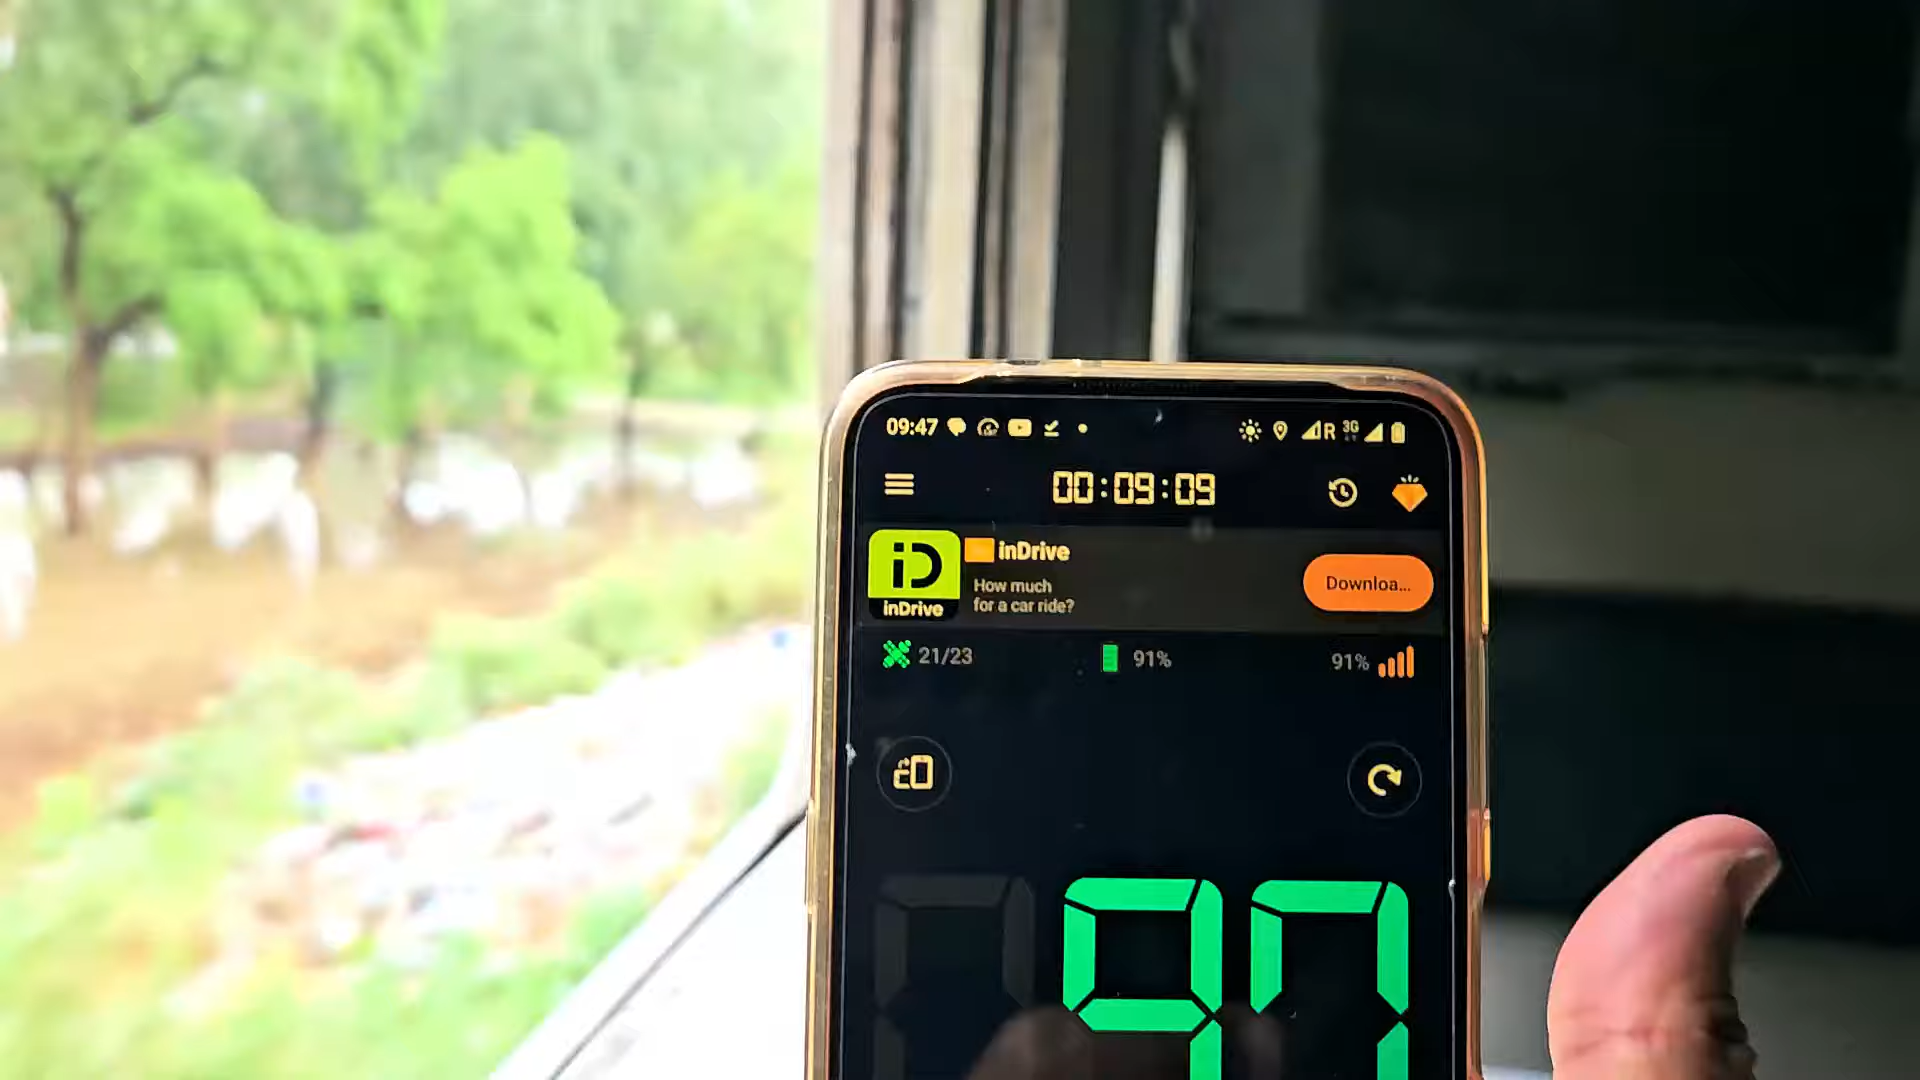 09:47
R 3G
00:09:09
iD
inDrive
inDrive
How much
for a car ride?
Downloa...
21/23
91%
91%
97